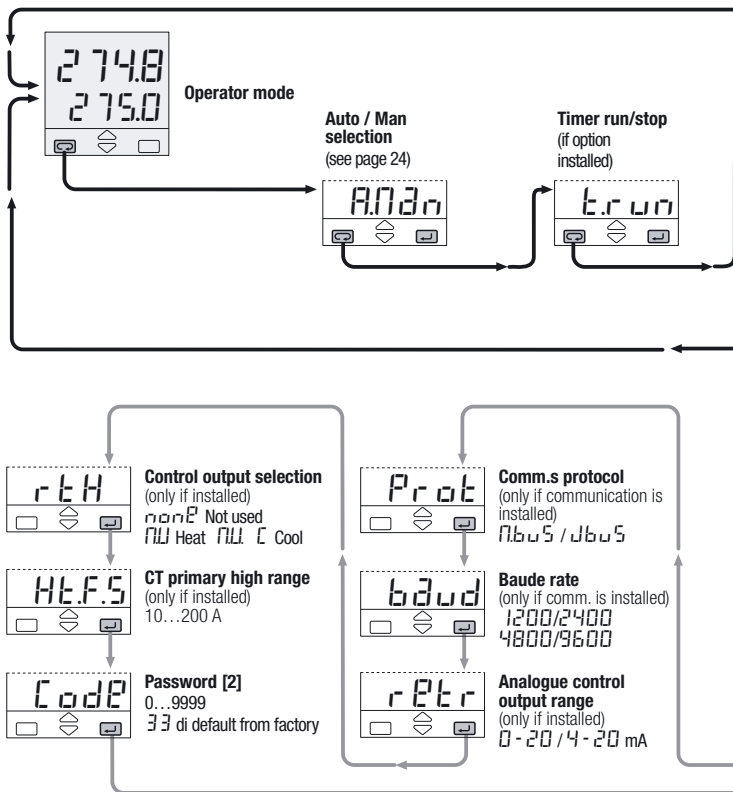 274.8
275.0
Operator mode
Auto / Man
selection
(see page 24)
A.Man
Timer run/stop
(if option
installed)
t.run
rtH
Control output selection
(only if installed)
nonE Not used
M.V Heat M.V. C Cool
Ht.F.S
CT primary high range
(only if installed)
10...200 A
CodE
Password [2]
0...9999
33 di default from factory
Prot
Comm.s protocol
(only if communication is
installed)
M.buS / JbuS
baud
Baude rate
(only if comm. is installed)
1200/2400
4800/9600
rEtr
Analogue control
output range
(only if installed)
0-20 / 4-20 mA